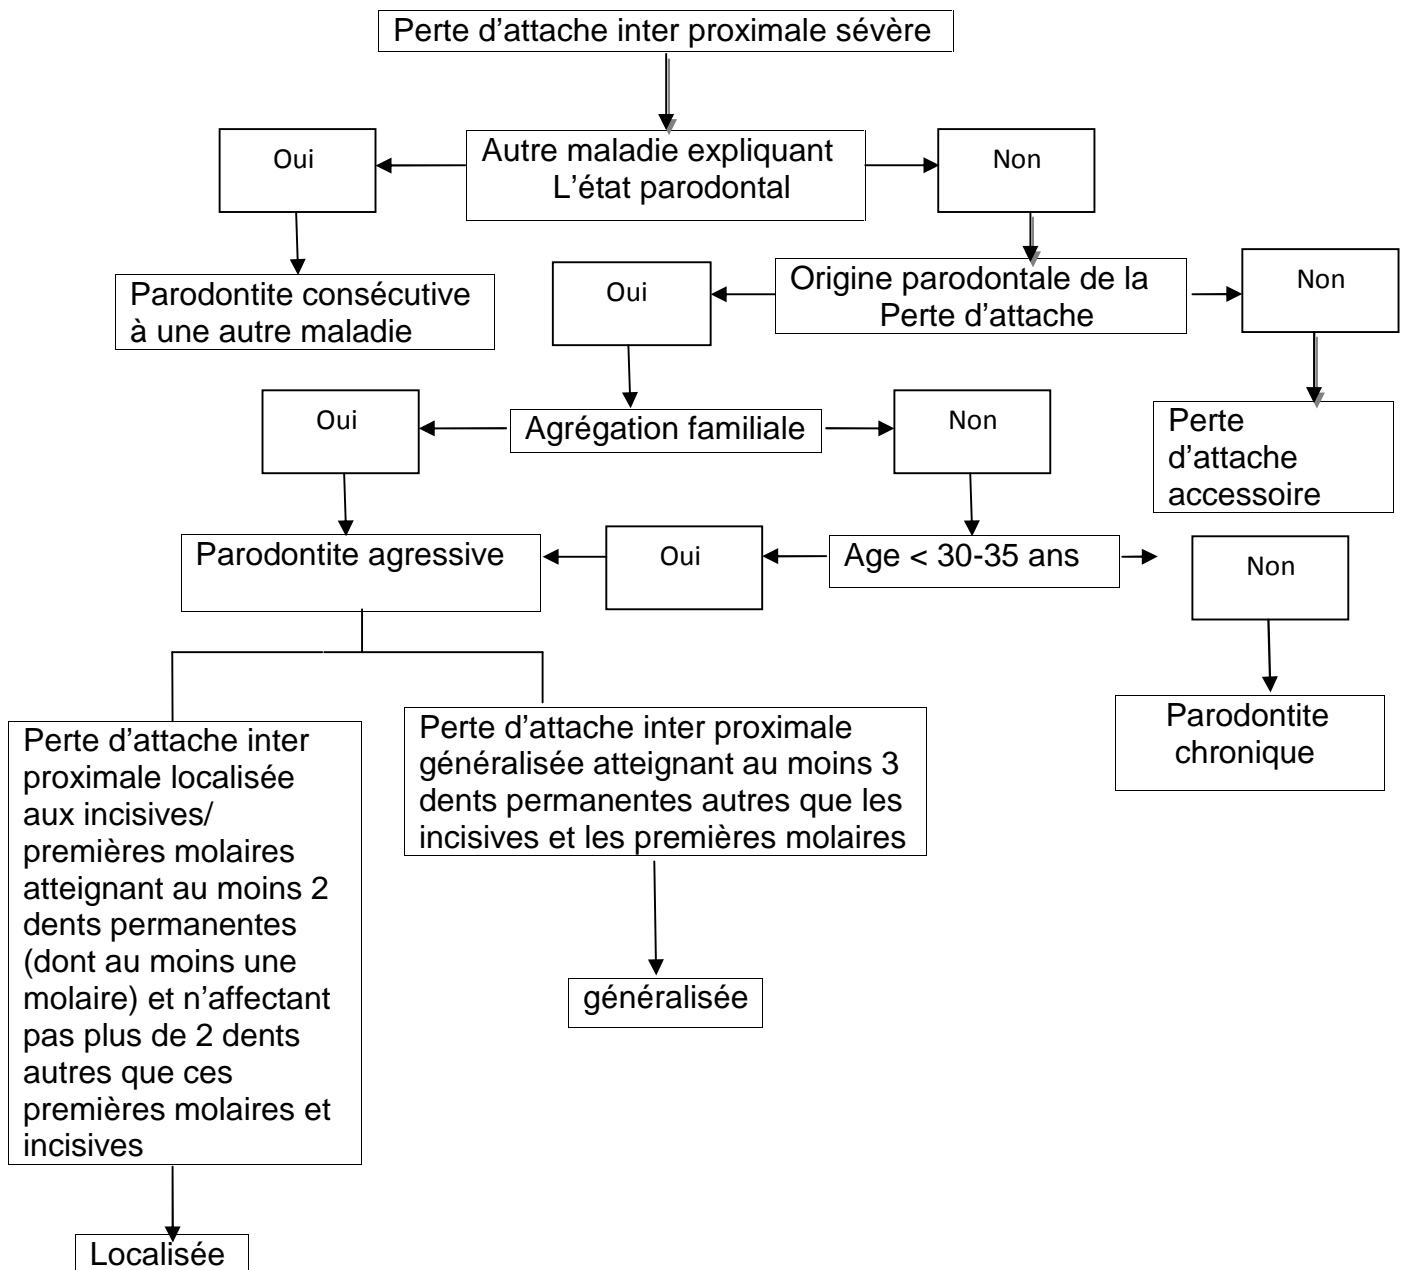 Perte d'attache inter proximale sévère
Oui
Autre maladie expliquant
L'état parodontal
Non
Parodontite consécutive
à une autre maladie
Oui
Origine parodontale de la
Perte d'attache
Non
Oui
Agrégation familiale
Non
Perte
d'attache
accessoire
Parodontite agressive
Oui
Age < 30-35 ans
Non
Parodontite
chronique
Perte d'attache inter
proximale localisée
aux incisives/
premières molaires
atteignant au moins 2
dents permanentes
(dont au moins une
molaire) et n'affectant
pas plus de 2 dents
autres que ces
premières molaires et
incisives
Perte d'attache inter proximale
généralisée atteignant au moins 3
dents permanentes autres que les
incisives et les premières molaires
généralisée
Localisée